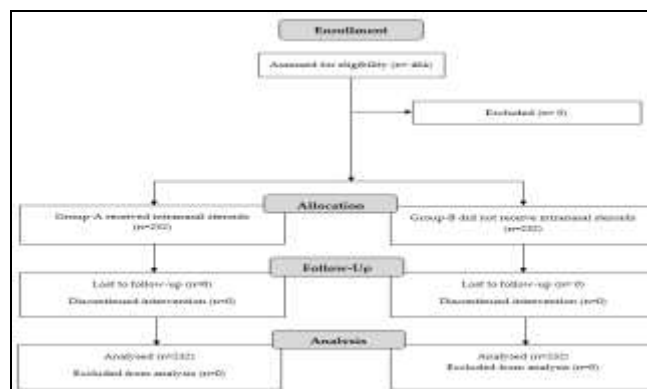 Enrollment
Assessed for eligibility (n= 464)
Excluded (n= 0)
Allocation
Group-A received intranasal steroids
(n=232)
Group-B did not receive intranasal steroids
(n=232)
Follow-Up
Lost to follow-up (n=0)
Discontinued intervention (n=0)
Lost to follow-up (n= 0)
Discontinued intervention (n=0)
Analysis
Analysed (n=232)
Excluded from analysis (n=0)
Analysed (n=232)
Excluded from analysis (n=0)